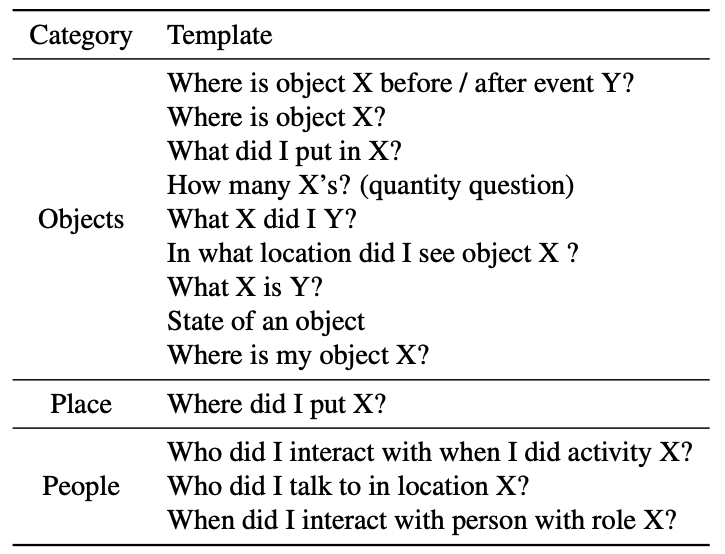 Category Template
Where is object X before / after event Y?
Where is object X?
What did I put in X?
How many X’s? (quantity question)
Objects What X did I Y?
In what location did I see object X ?
What X is Y?
State of an object
Where is my object X?
Place Where did I put X?
Who did I interact with when I did activity X?
People Who did I talk to in location X?
When did I interact with person with role X?